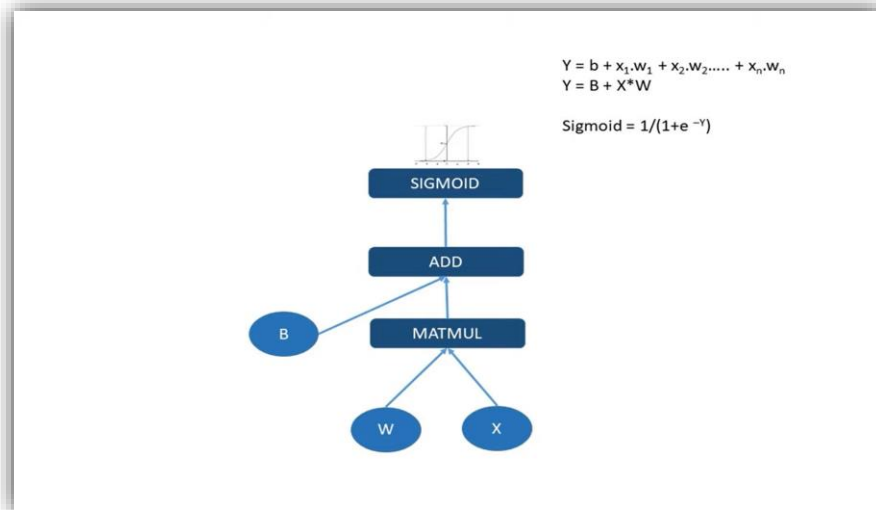 Y = b + x₁.w₁ + x₂.w₂..... + xₙ.wₙ
Y = B + X*W
Sigmoid = 1/(1+e ⁻ʸ)
SIGMOID
ADD
B
MATMUL
W
X